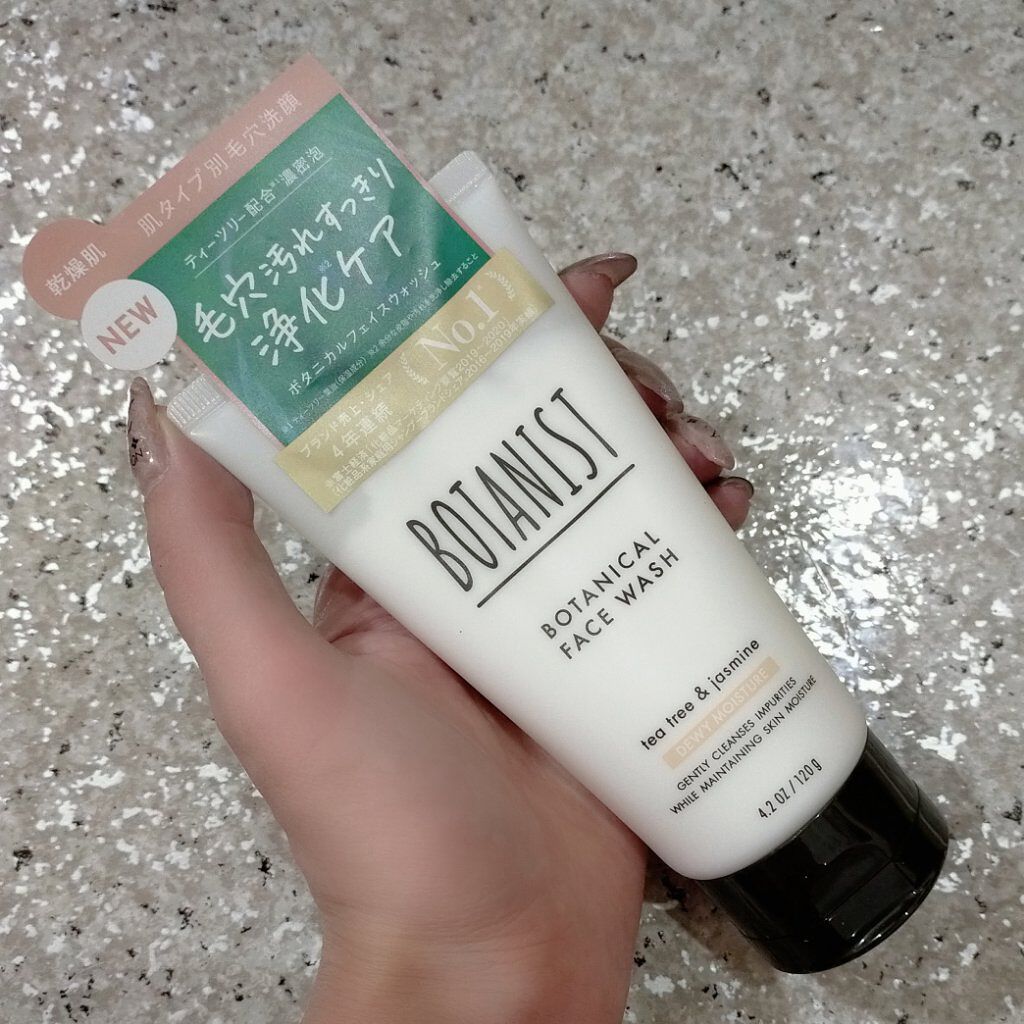 乾燥肌 肌タイプ別 毛穴洗顔
NEW
ティーツリー配合※1濃密泡
毛穴汚れすっきり
浄化※2ケア
ボタニカルフェイスウォッシュ
No.1
ブランド売上・シェア
4年連続
BOTANIST
BOTANICAL
FACE WASH
tea tree & jasmine
DEWY MOISTURE
GENTLY CLEANSES IMPURITIES
WHILE MAINTAINING SKIN MOISTURE
4.2 OZ / 120 g